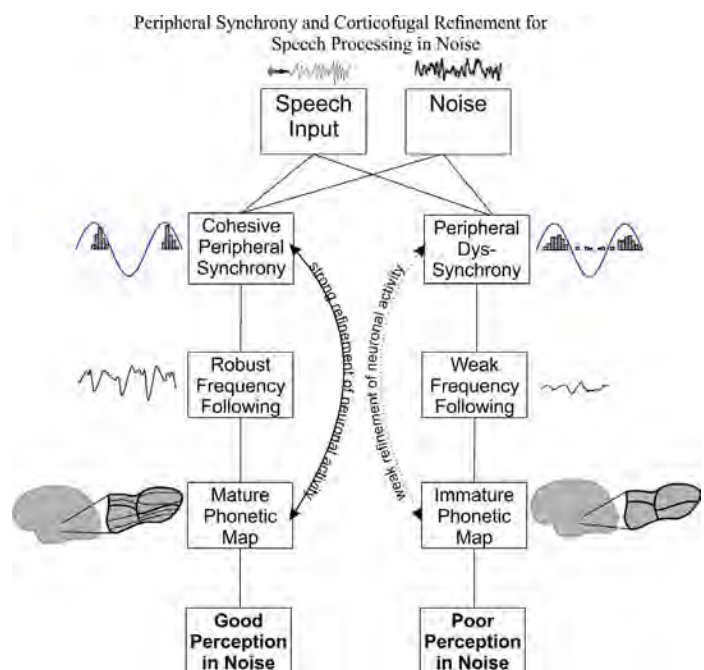 Peripheral Synchrony and Corticofugal Refinement for
Speech Processing in Noise
Speech
Input
Noise
Cohesive
Peripheral
Synchrony
Peripheral
Dys-
Synchrony
strong refinement of neuronal activity
weak refinement of neuronal activity
Robust
Frequency
Following
Weak
Frequency
Following
Mature
Phonetic
Map
Immature
Phonetic
Map
Good
Perception
in Noise
Poor
Perception
in Noise